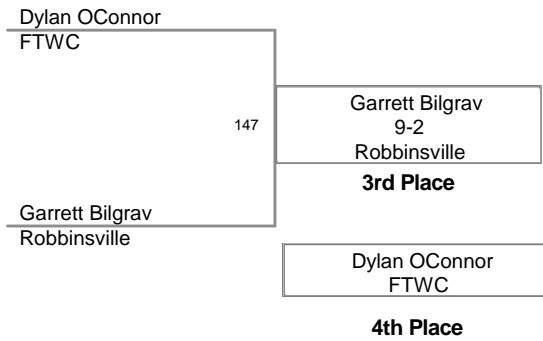 Dylan OConnor
FTWC
147
Garrett Bilgrav
9-2
Robbinsville
3rd Place
Garrett Bilgrav
Robbinsville
Dylan OConnor
FTWC
4th Place